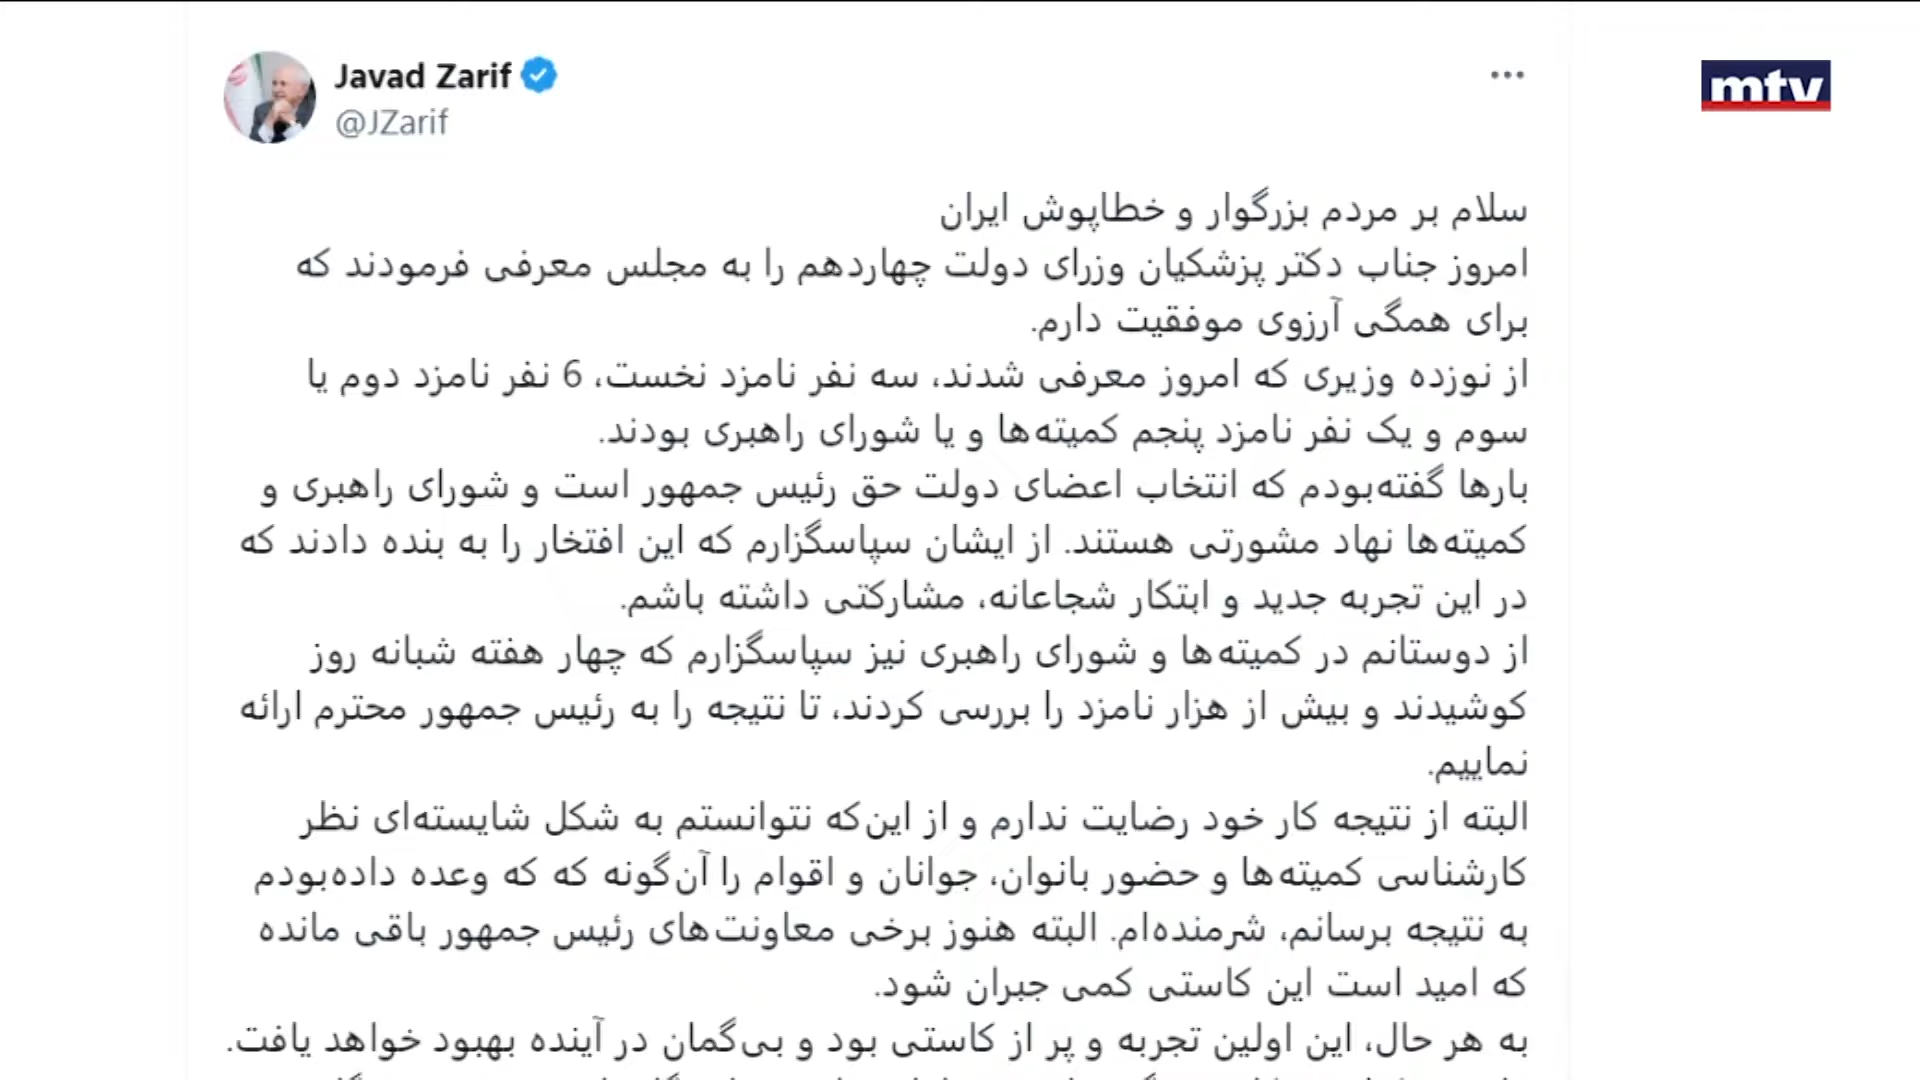 Javad Zarif
@JZarif
mtv
سلام بر مردم بزرگوار و خطاپوش ایران
امروز جناب دکتر پزشکیان وزرای دولت چهاردهم را به مجلس معرفی فرمودند که
برای همگی آرزوی موفقیت دارم.
از نوزده وزیری که امروز معرفی شدند، سه نفر نامزد نخست، 6 نفر نامزد دوم یا
سوم و یک نفر نامزد پنجم کمیته‌ها و یا شورای راهبری بودند.
بارها گفته‌بودم که انتخاب اعضای دولت حق رئیس جمهور است و شورای راهبری و
کمیته‌ها نهاد مشورتی هستند. از ایشان سپاسگزارم که این افتخار را به بنده دادند که
در این تجربه جدید و ابتکار شجاعانه، مشارکتی داشته باشم.
از دوستانم در کمیته‌ها و شورای راهبری نیز سپاسگزارم که چهار هفته شبانه روز
کوشیدند و بیش از هزار نامزد را بررسی کردند، تا نتیجه را به رئیس جمهور محترم ارائه
نماییم.
البته از نتیجه کار خود رضایت ندارم و از این‌که نتوانستم به شکل شایسته‌ای نظر
کارشناسی کمیته‌ها و حضور بانوان، جوانان و اقوام را آن‌گونه که که وعده داده‌بودم
به نتیجه برسانم، شرمنده‌ام. البته هنوز برخی معاونت‌های رئیس جمهور باقی مانده
که امید است این کاستی کمی جبران شود.
به هر حال، این اولین تجربه و پر از کاستی بود و بی‌گمان در آینده بهبود خواهد یافت.